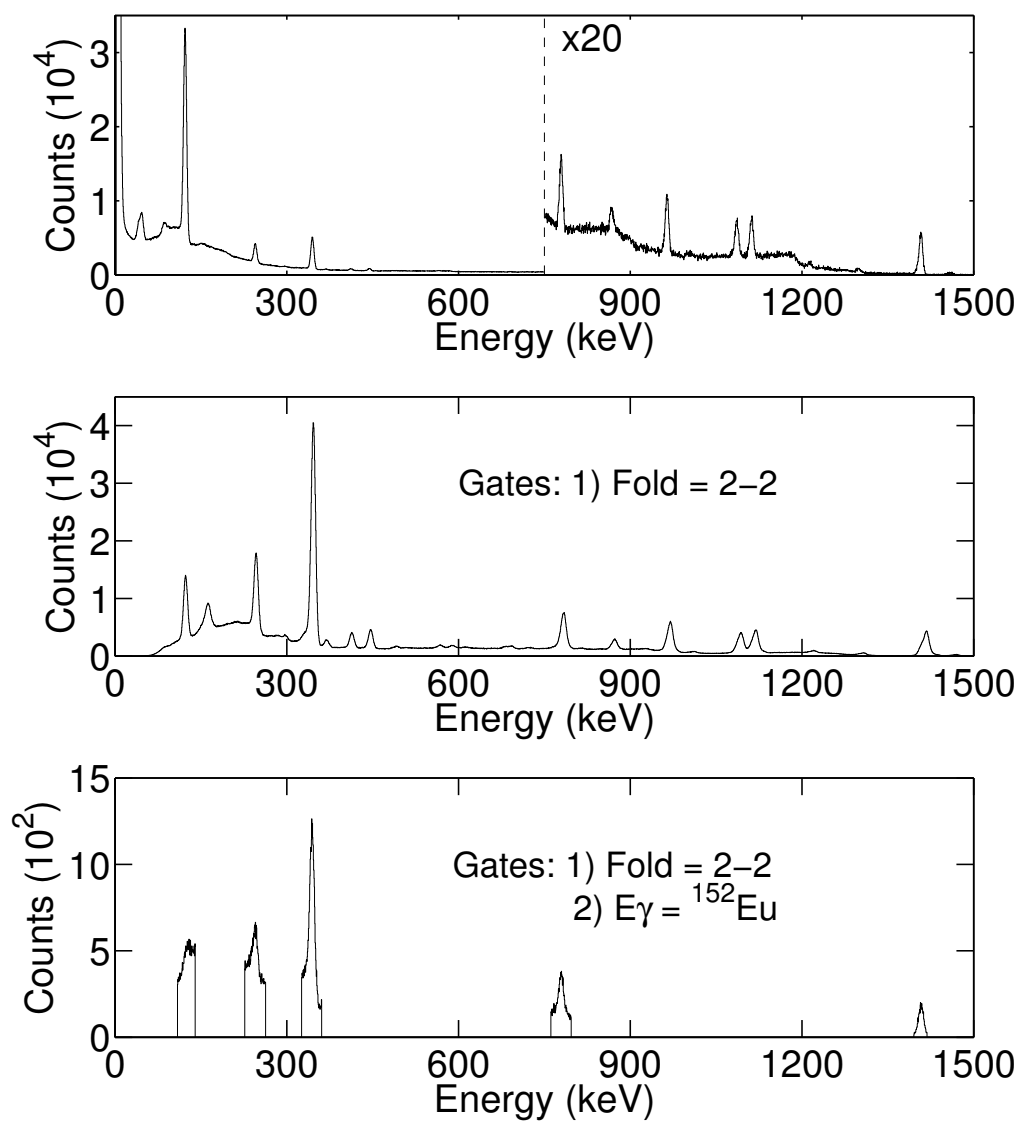 Counts (10^4)
3
2
1
0
x20
0 300 600 900 1200 1500
Energy (keV)
Counts (10^4)
4
3
2
1
0
Gates: 1) Fold = 2−2
0 300 600 900 1200 1500
Energy (keV)
Counts (10^2)
15
10
5
0
Gates: 1) Fold = 2−2
2) Eγ = ^152Eu
0 300 600 900 1200 1500
Energy (keV)